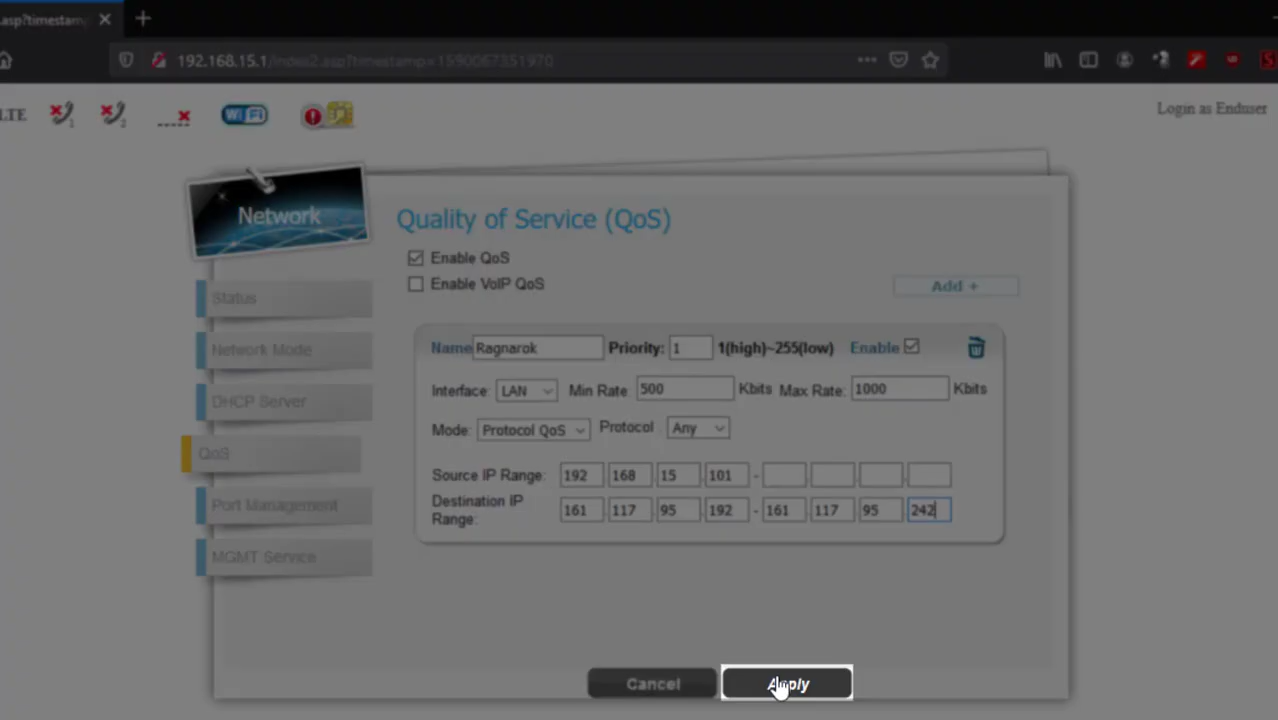 .asp?timestamp
192.168.15.1/index2.asp?timestamp=1590067351970
LTE 1 2 WiFi
Login as Enduser
Network
Quality of Service (QoS)
Enable QoS
Enable VoIP QoS
Add +
Status
Network Mode
DHCP Server
QoS
Port Management
MGMT Service
Name Ragnarok Priority: 1 1(high)~255(low) Enable
Interface: LAN Min Rate: 500 Kbits Max Rate: 1000 Kbits
Mode: Protocol QoS Protocol : Any
Source IP Range: 192 . 168 . 15 . 101 - . . .
Destination IP
Range: 161 . 117 . 95 . 192 - 161 . 117 . 95 . 242
Cancel Apply